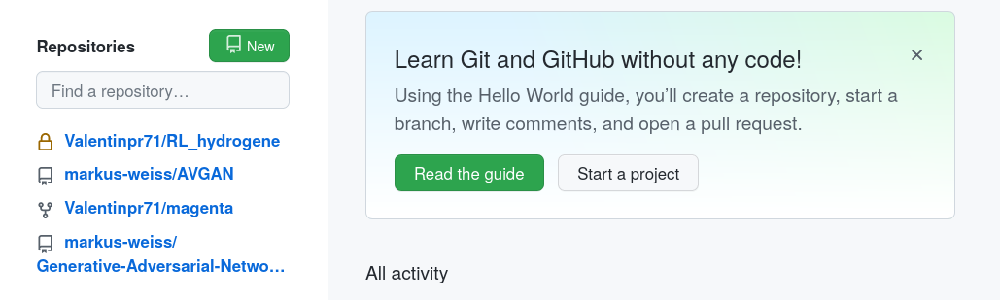 Repositories
New
Find a repository…
Valentinpr71/RL_hydrogene
markus-weiss/AVGAN
Valentinpr71/magenta
markus-weiss/
Generative-Adversarial-Netwo…
Learn Git and GitHub without any code!
Using the Hello World guide, you’ll create a repository, start a
branch, write comments, and open a pull request.
Read the guide
Start a project
All activity